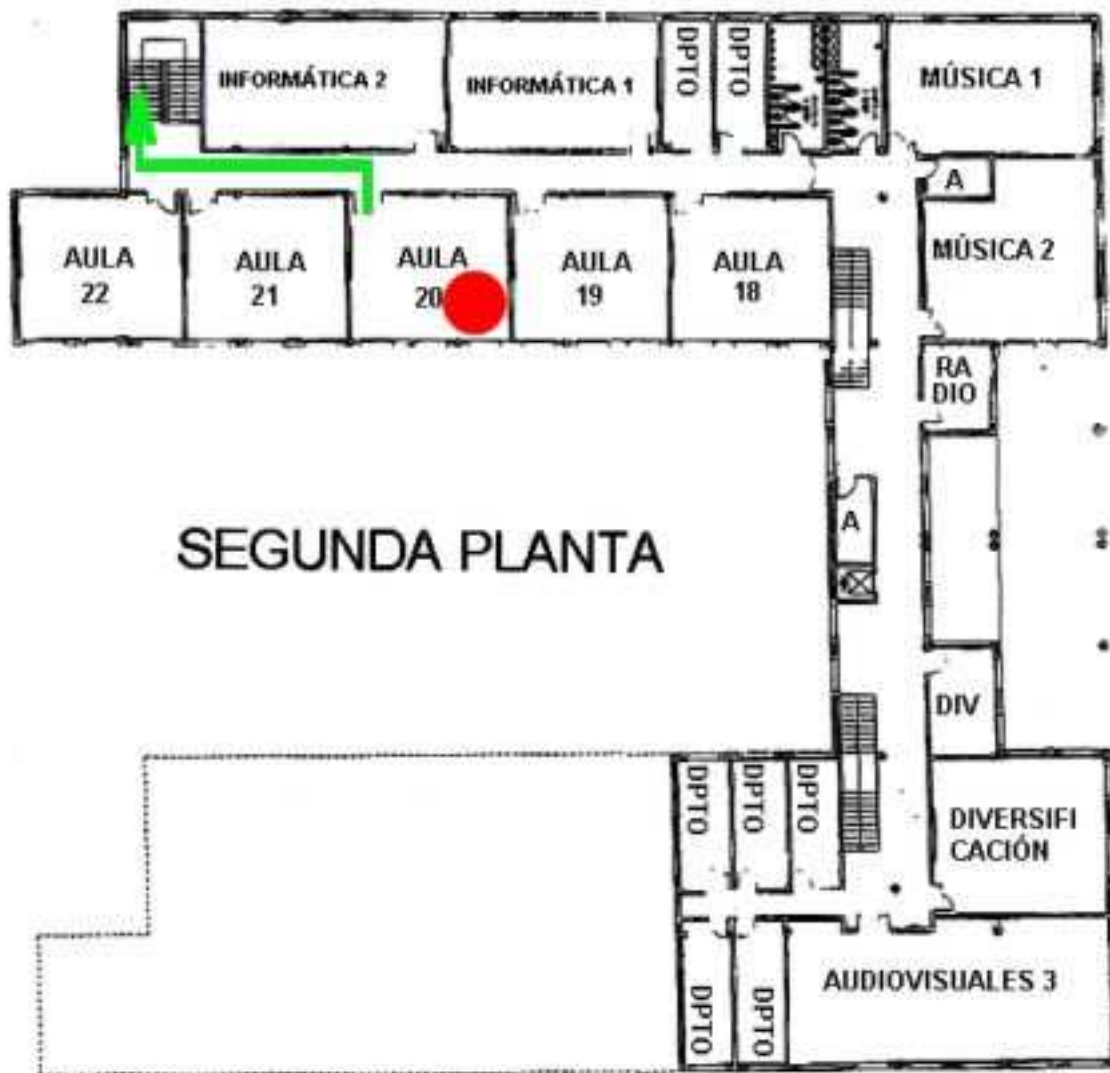 INFORMÁTICA 2
INFORMÁTICA 1
DPTO
DPTO
MÚSICA 1
A
MÚSICA 2
AULA
22
AULA
21
AULA
20
AULA
19
AULA
18
RA
DIO
A
SEGUNDA PLANTA
DIV
DPTO
DPTO
DPTO
DIVERSIFI
CACIÓN
DPTO
DPTO
AUDIOVISUALES 3